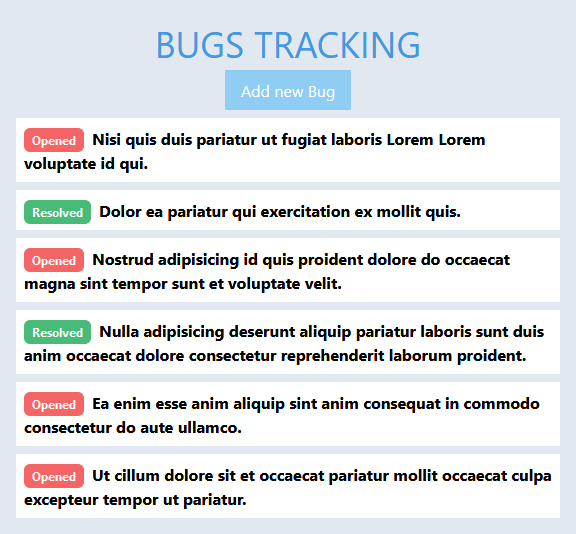 BUGS TRACKING
Add new Bug
Opened Nisi quis duis pariatur ut fugiat laboris Lorem Lorem
voluptate id qui.
Resolved Dolor ea pariatur qui exercitation ex mollit quis.
Opened Nostrud adipisicing id quis proident dolore do occaecat
magna sint tempor sunt et voluptate velit.
Resolved Nulla adipisicing deserunt aliquip pariatur laboris sunt duis
anim occaecat dolore consectetur reprehenderit laborum proident.
Opened Ea enim esse anim aliquip sint anim consequat in commodo
consectetur do aute ullamco.
Opened Ut cillum dolore sit et occaecat pariatur mollit occaecat culpa
excepteur tempor ut pariatur.